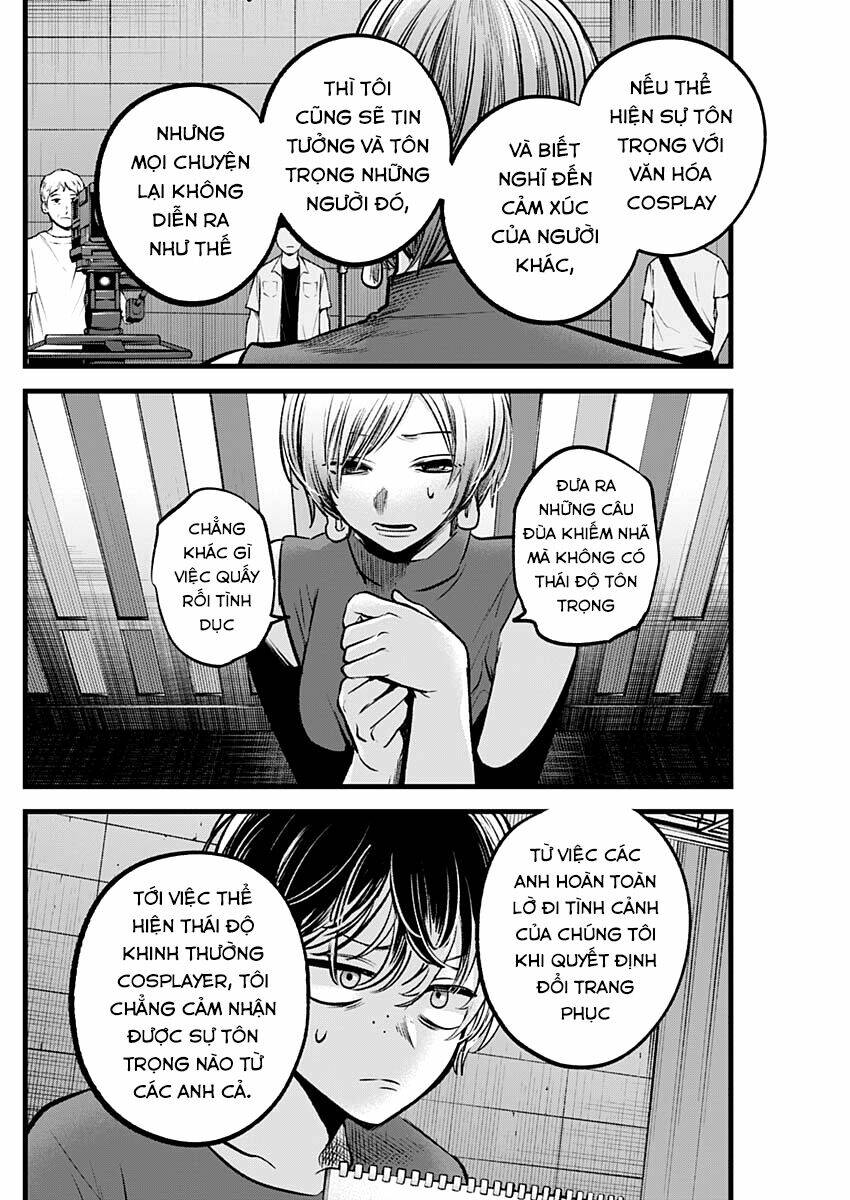 NẾU THỂ
HIỆN SỰ TÔN
TRỌNG VỚI
VĂN HÓA
COSPLAY
VÀ BIẾT
NGHĨ ĐẾN
CẢM XÚC
CỦA NGƯỜI
KHÁC,
THÌ TÔI
CŨNG SẼ TIN
TƯỞNG VÀ TÔN
TRỌNG NHỮNG
NGƯỜI ĐÓ,
NHƯNG
MỌI CHUYỆN
LẠI KHÔNG
DIỄN RA
NHƯ THẾ
ĐƯA RA
NHỮNG CÂU
ĐÙA KHIẾM NHÃ
MÀ KHÔNG CÓ
THÁI ĐỘ TÔN
TRỌNG
CHẲNG
KHÁC GÌ
VIỆC QUẤY
RỐI TÌNH
DỤC
TỪ VIỆC CÁC
ANH HOÀN TOÀN
LỜ ĐI TÌNH CẢNH
CỦA CHÚNG TÔI
KHI QUYẾT ĐỊNH
ĐỔI TRANG
PHỤC
TỚI VIỆC THỂ
HIỆN THÁI ĐỘ
KHINH THƯỜNG
COSPLAYER, TÔI
CHẲNG CẢM NHẬN
ĐƯỢC SỰ TÔN
TRỌNG NÀO TỪ
CÁC ANH CẢ.